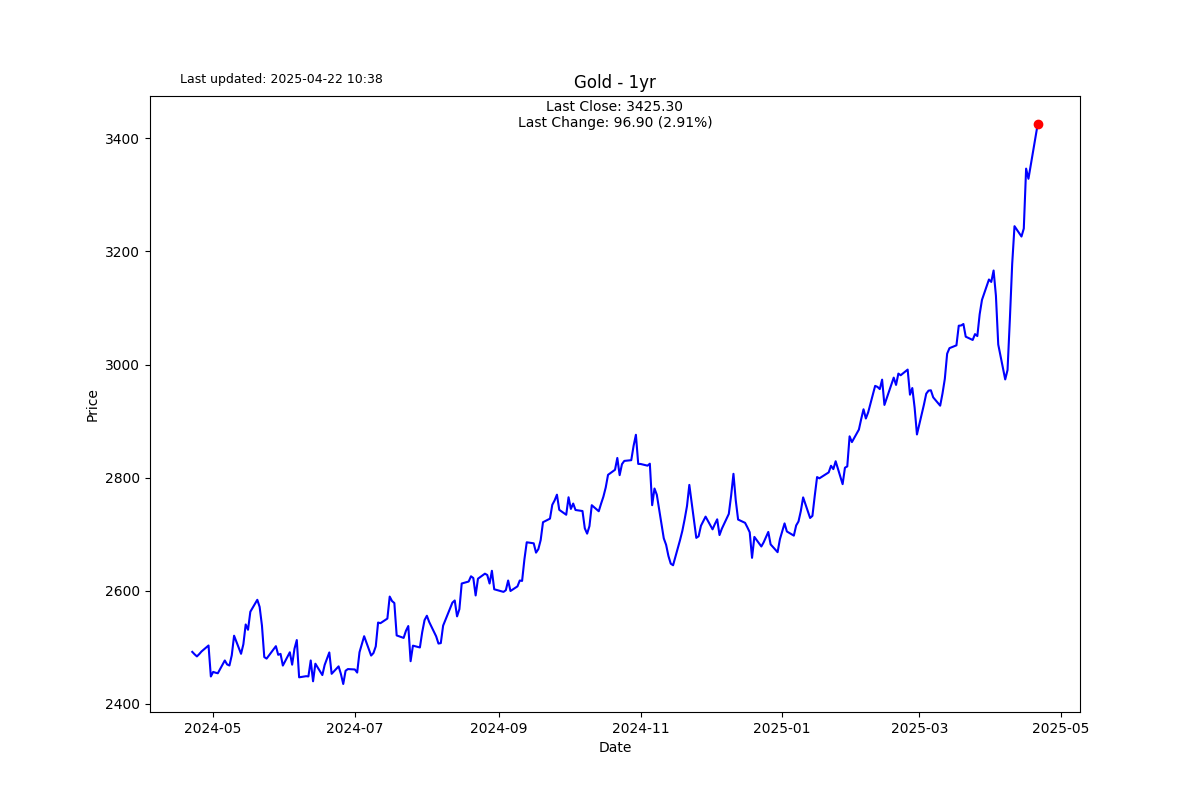 Last updated: 2025-04-22 10:38
Gold - 1yr
Last Close: 3425.30
Last Change: 96.90 (2.91%)
3400
3200
3000
2800
2600
2400
Price
2024-05
2024-07
2024-09
2024-11
2025-01
2025-03
2025-05
Date